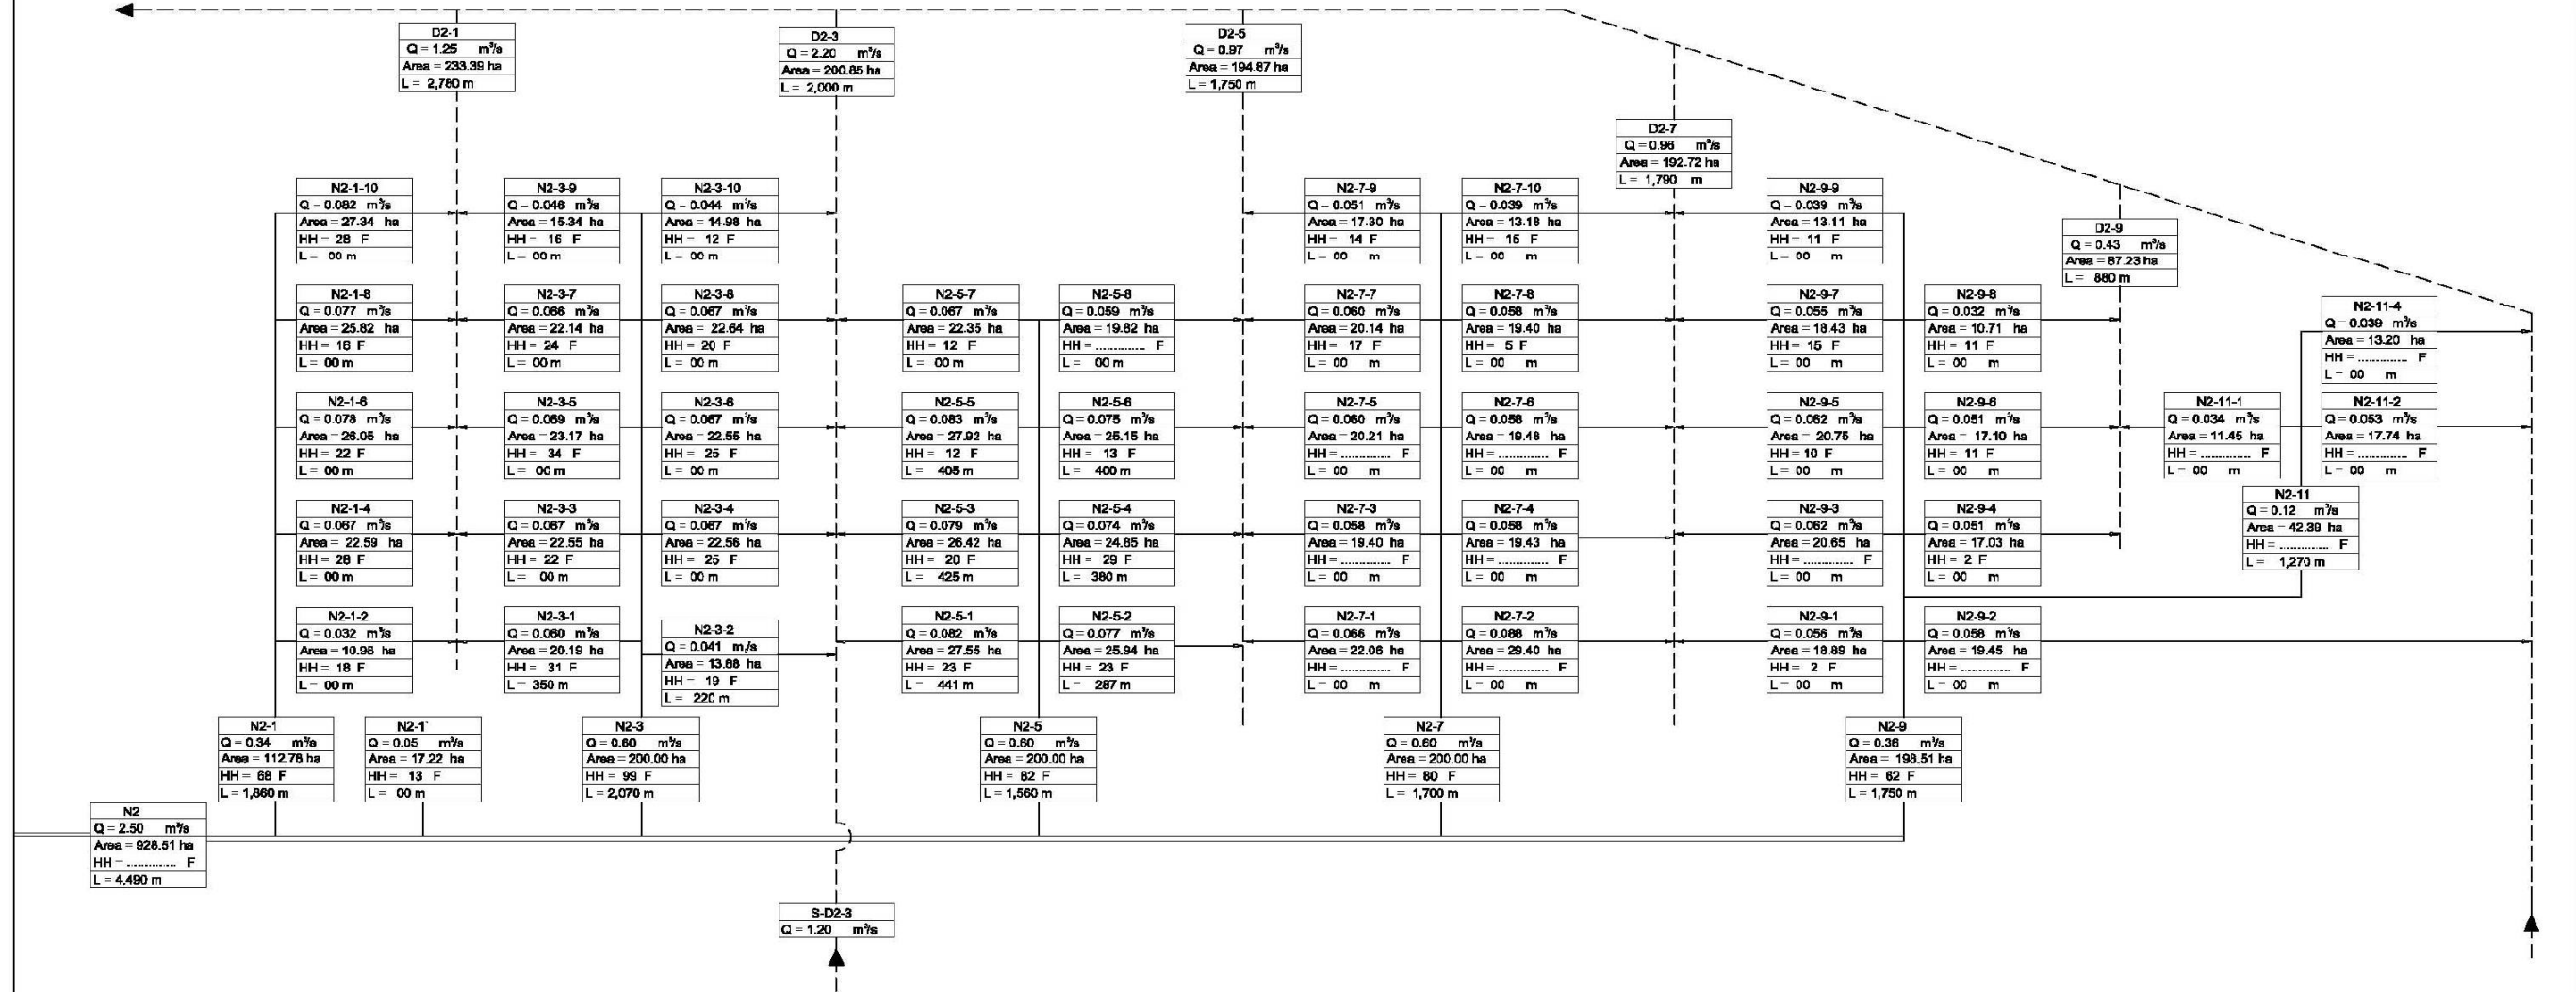 D2-1
Q = 1.25 m³/s
Area = 233.39 ha
L = 2,780 m
D2-3
Q = 2.20 m³/s
Area = 200.85 ha
L = 2,000 m
D2-5
Q = 0.97 m³/s
Area = 194.87 ha
L = 1,750 m
D2-7
Q = 0.96 m³/s
Area = 192.72 ha
L = 1,790 m
D2-9
Q = 0.43 m³/s
Area = 87.23 ha
L = 880 m
N2-1-10
Q = 0.082 m³/s
Area = 27.34 ha
HH = 28 F
L = 00 m
N2-3-9
Q = 0.046 m³/s
Area = 15.34 ha
HH = 16 F
L = 00 m
N2-3-10
Q = 0.044 m³/s
Area = 14.98 ha
HH = 12 F
L = 00 m
N2-7-9
Q = 0.051 m³/s
Area = 17.30 ha
HH = 14 F
L = 00 m
N2-7-10
Q = 0.039 m³/s
Area = 13.18 ha
HH = 15 F
L = 00 m
N2-9-9
Q = 0.039 m³/s
Area = 13.11 ha
HH = 11 F
L = 00 m
N2-1-8
Q = 0.077 m³/s
Area = 25.82 ha
HH = 16 F
L = 00 m
N2-3-7
Q = 0.066 m³/s
Area = 22.14 ha
HH = 24 F
L = 00 m
N2-3-8
Q = 0.067 m³/s
Area = 22.64 ha
HH = 20 F
L = 00 m
N2-5-7
Q = 0.067 m³/s
Area = 22.35 ha
HH = 12 F
L = 00 m
N2-5-8
Q = 0.059 m³/s
Area = 19.82 ha
HH = ............ F
L = 00 m
N2-7-7
Q = 0.060 m³/s
Area = 20.14 ha
HH = 17 F
L = 00 m
N2-7-8
Q = 0.058 m³/s
Area = 19.40 ha
HH = 5 F
L = 00 m
N2-9-7
Q = 0.055 m³/s
Area = 18.43 ha
HH = 15 F
L = 00 m
N2-9-8
Q = 0.032 m³/s
Area = 10.71 ha
HH = 11 F
L = 00 m
N2-11-4
Q = 0.039 m³/s
Area = 13.20 ha
HH = ............ F
L = 00 m
N2-1-6
Q = 0.078 m³/s
Area = 26.05 ha
HH = 22 F
L = 00 m
N2-3-5
Q = 0.069 m³/s
Area = 23.17 ha
HH = 34 F
L = 00 m
N2-3-6
Q = 0.067 m³/s
Area = 22.55 ha
HH = 25 F
L = 00 m
N2-5-5
Q = 0.083 m³/s
Area = 27.92 ha
HH = 12 F
L = 405 m
N2-5-6
Q = 0.075 m³/s
Area = 25.15 ha
HH = 13 F
L = 400 m
N2-7-5
Q = 0.060 m³/s
Area = 20.21 ha
HH = ............ F
L = 00 m
N2-7-6
Q = 0.058 m³/s
Area = 19.48 ha
HH = ............ F
L = 00 m
N2-9-5
Q = 0.062 m³/s
Area = 20.75 ha
HH = 10 F
L = 00 m
N2-9-6
Q = 0.051 m³/s
Area = 17.10 ha
HH = 11 F
L = 00 m
N2-11-1
Q = 0.034 m³/s
Area = 11.45 ha
HH = ............ F
L = 00 m
N2-11-2
Q = 0.053 m³/s
Area = 17.74 ha
HH = ............ F
L = 00 m
N2-1-4
Q = 0.067 m³/s
Area = 22.59 ha
HH = 28 F
L = 00 m
N2-3-3
Q = 0.067 m³/s
Area = 22.55 ha
HH = 22 F
L = 00 m
N2-3-4
Q = 0.067 m³/s
Area = 22.56 ha
HH = 25 F
L = 00 m
N2-5-3
Q = 0.079 m³/s
Area = 26.42 ha
HH = 20 F
L = 425 m
N2-5-4
Q = 0.074 m³/s
Area = 24.85 ha
HH = 29 F
L = 380 m
N2-7-3
Q = 0.058 m³/s
Area = 19.40 ha
HH = ............ F
L = 00 m
N2-7-4
Q = 0.058 m³/s
Area = 19.43 ha
HH = ............ F
L = 00 m
N2-9-3
Q = 0.062 m³/s
Area = 20.65 ha
HH = ............ F
L = 00 m
N2-9-4
Q = 0.051 m³/s
Area = 17.03 ha
HH = 2 F
L = 00 m
N2-11
Q = 0.12 m³/s
Area = 42.39 ha
HH = ............ F
L = 1,270 m
N2-1-2
Q = 0.032 m³/s
Area = 10.96 ha
HH = 18 F
L = 00 m
N2-3-1
Q = 0.060 m³/s
Area = 20.19 ha
HH = 31 F
L = 350 m
N2-3-2
Q = 0.041 m³/s
Area = 13.88 ha
HH = 19 F
L = 220 m
N2-5-1
Q = 0.082 m³/s
Area = 27.55 ha
HH = 23 F
L = 441 m
N2-5-2
Q = 0.077 m³/s
Area = 25.94 ha
HH = 23 F
L = 287 m
N2-7-1
Q = 0.066 m³/s
Area = 22.06 ha
HH = ............ F
L = 00 m
N2-7-2
Q = 0.088 m³/s
Area = 29.40 ha
HH = ............ F
L = 00 m
N2-9-1
Q = 0.056 m³/s
Area = 18.89 ha
HH = 2 F
L = 00 m
N2-9-2
Q = 0.058 m³/s
Area = 19.45 ha
HH = ............ F
L = 00 m
N2-1
Q = 0.34 m³/s
Area = 112.76 ha
HH = 68 F
L = 1,860 m
N2-1'
Q = 0.05 m³/s
Area = 17.22 ha
HH = 13 F
L = 00 m
N2-3
Q = 0.60 m³/s
Area = 200.00 ha
HH = 99 F
L = 2,070 m
N2-5
Q = 0.60 m³/s
Area = 200.00 ha
HH = 82 F
L = 1,560 m
N2-7
Q = 0.60 m³/s
Area = 200.00 ha
HH = 80 F
L = 1,700 m
N2-9
Q = 0.36 m³/s
Area = 198.51 ha
HH = 62 F
L = 1,750 m
N2
Q = 2.50 m³/s
Area = 928.51 ha
HH = ............ F
L = 4,490 m
S-D2-3
Q = 1.20 m³/s